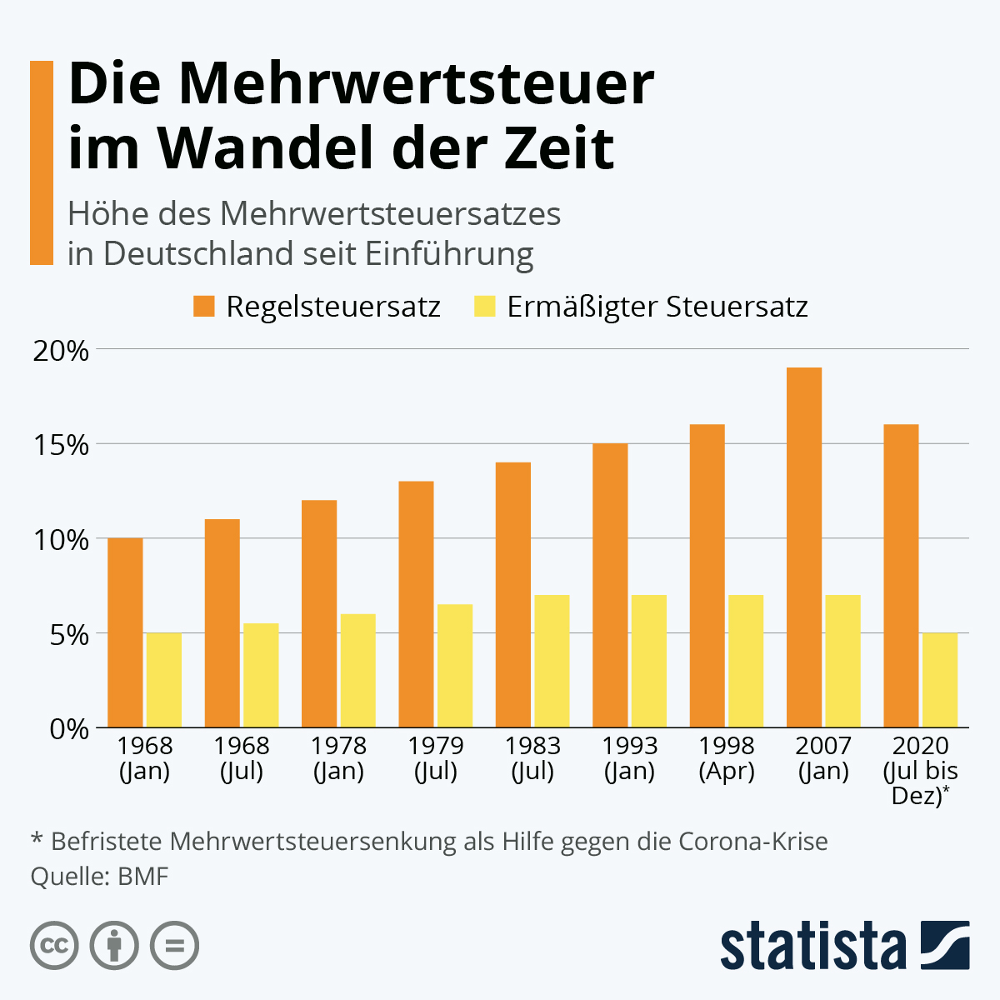 Die Mehrwertsteuer
im Wandel der Zeit
Höhe des Mehrwertsteuersatzes
in Deutschland seit Einführung
Regelsteuersatz Ermäßigter Steuersatz
20%
15%
10%
5%
0%
1968 1968 1978 1979 1983 1993 1998 2007 2020
(Jan) (Jul) (Jan) (Jul) (Jul) (Jan) (Apr) (Jan) (Jul bis
Dez)*
* Befristete Mehrwertsteuersenkung als Hilfe gegen die Corona-Krise
Quelle: BMF
cc =
statista